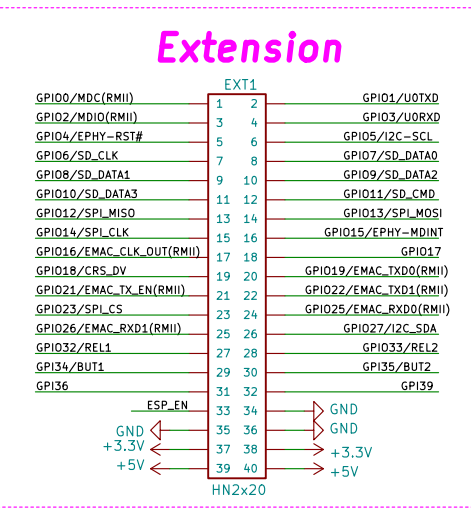 Extension
EXT1
GPIO0/MDC(RMII) 1 2 GPIO1/U0TXD
GPIO2/MDIO(RMII) 3 4 GPIO3/U0RXD
GPIO4/EPHY-RST# 5 6 GPIO5/I2C-SCL
GPIO6/SD_CLK 7 8 GPIO7/SD_DATA0
GPIO8/SD_DATA1 9 10 GPIO9/SD_DATA2
GPIO10/SD_DATA3 11 12 GPIO11/SD_CMD
GPIO12/SPI_MISO 13 14 GPIO13/SPI_MOSI
GPIO14/SPI_CLK 15 16 GPIO15/EPHY-MDINT
GPIO16/EMAC_CLK_OUT(RMII) 17 18 GPIO17
GPIO18/CRS_DV 19 20 GPIO19/EMAC_TXD0(RMII)
GPIO21/EMAC_TX_EN(RMII) 21 22 GPIO22/EMAC_TXD1(RMII)
GPIO23/SPI_CS 23 24 GPIO25/EMAC_RXD0(RMII)
GPIO26/EMAC_RXD1(RMII) 25 26 GPIO27/I2C_SDA
GPIO32/REL1 27 28 GPIO33/REL2
GPI34/BUT1 29 30 GPI35/BUT2
GPI36 31 32 GPI39
ESP_EN 33 34 GND
GND 35 36 GND
+3.3V 37 38 +3.3V
+5V 39 40 +5V
HN2x20